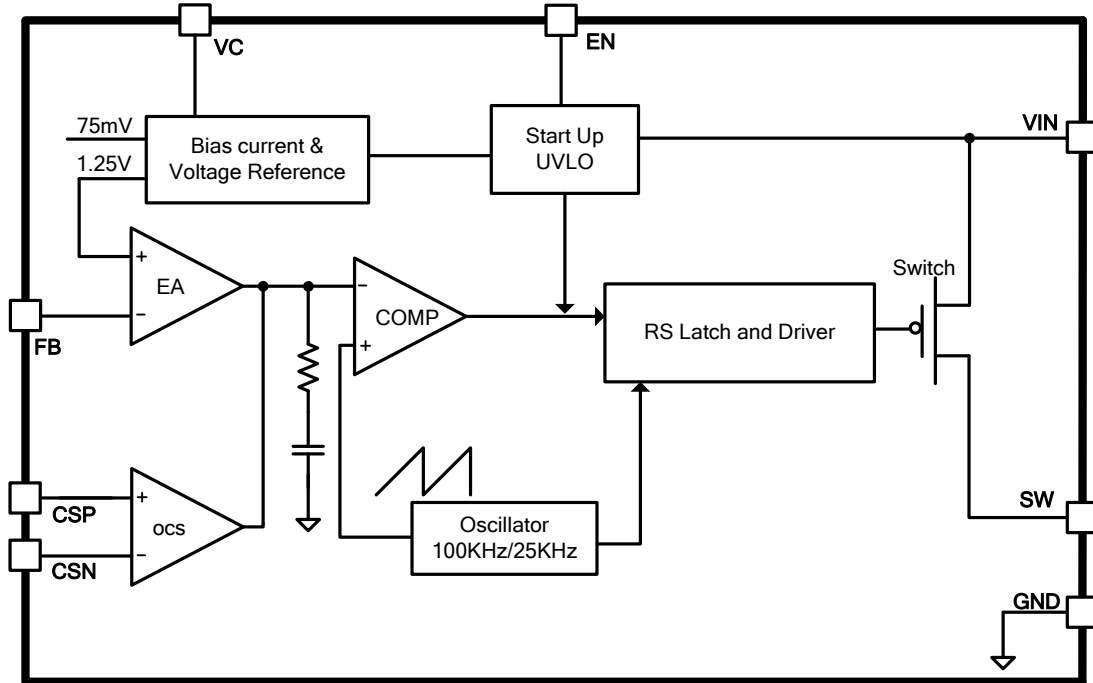 VC
EN
75mV
1.25V
Bias current &
Voltage Reference
Start Up
UVLO
VIN
+
EA
−
FB
−
COMP
+
RS Latch and Driver
Switch
CSP
+
ocs
CSN
−
Oscillator
100KHz/25KHz
SW
GND